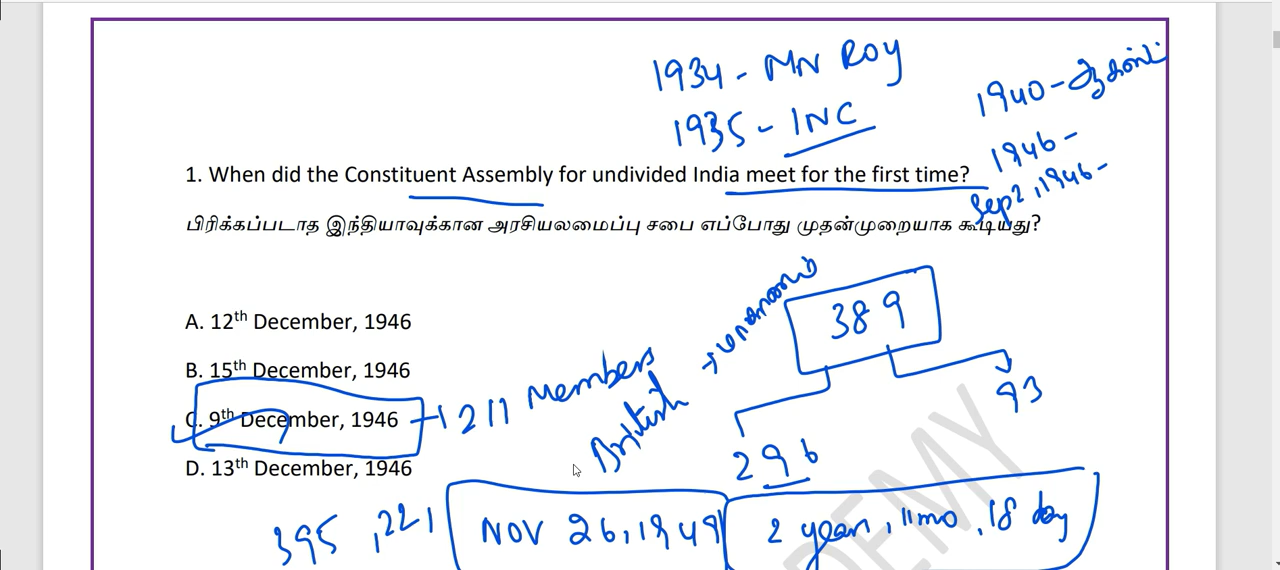 1934 - MN ROY
1940 - ஆகஸ்ட்
1935 - INC
1946 -
1. When did the Constituent Assembly for undivided India meet for the first time?
Sep 2, 1946 -
பிரிக்கப்படாத இந்தியாவுக்கான அரசியலமைப்பு சபை எப்போது முதன்முறையாக கூடியது?
389
A. 12th December, 1946
B. 15th December, 1946
93
C. 9th December, 1946
211 Members
British
296
D. 13th December, 1946
395 , 221
NOV 26, 1949
2 year, 11mo, 18 day
DEMY